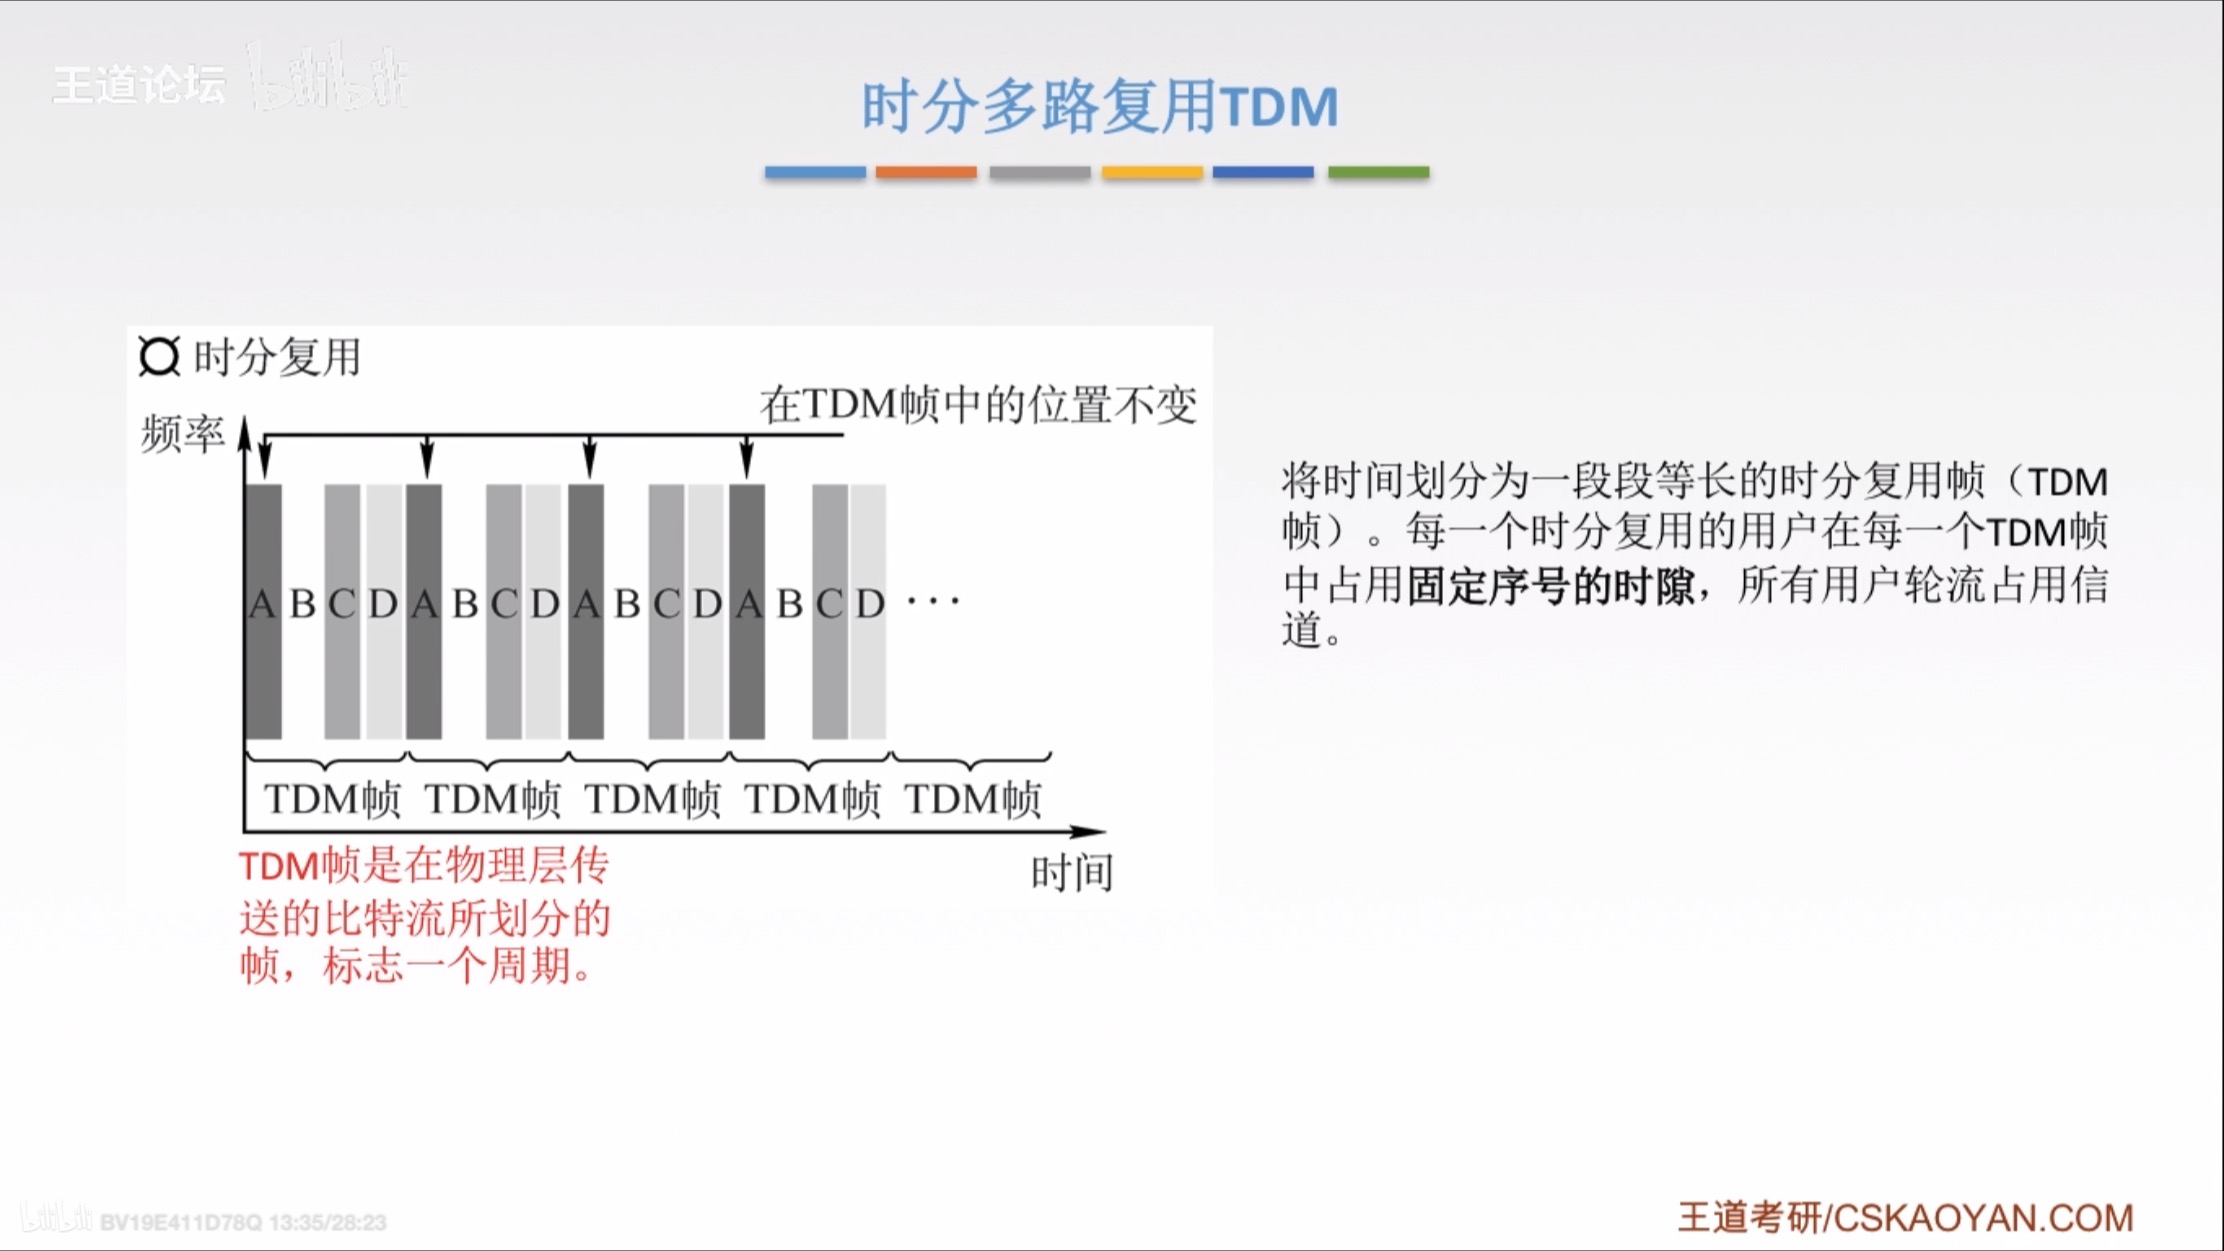 王道论坛 bilibili
时分多路复用TDM
¤ 时分复用
在TDM帧中的位置不变
频率
A B C D A B C D A B C D A B C D ···
TDM帧 TDM帧 TDM帧 TDM帧 TDM帧
时间
TDM帧是在物理层传
送的比特流所划分的
帧，标志一个周期。
将时间划分为一段段等长的时分复用帧（TDM
帧）。每一个时分复用的用户在每一个TDM帧
中占用固定序号的时隙，所有用户轮流占用信
道。
bilibili BV19E411D78Q 13:35/28:23
王道考研/CSKAOYAN.COM